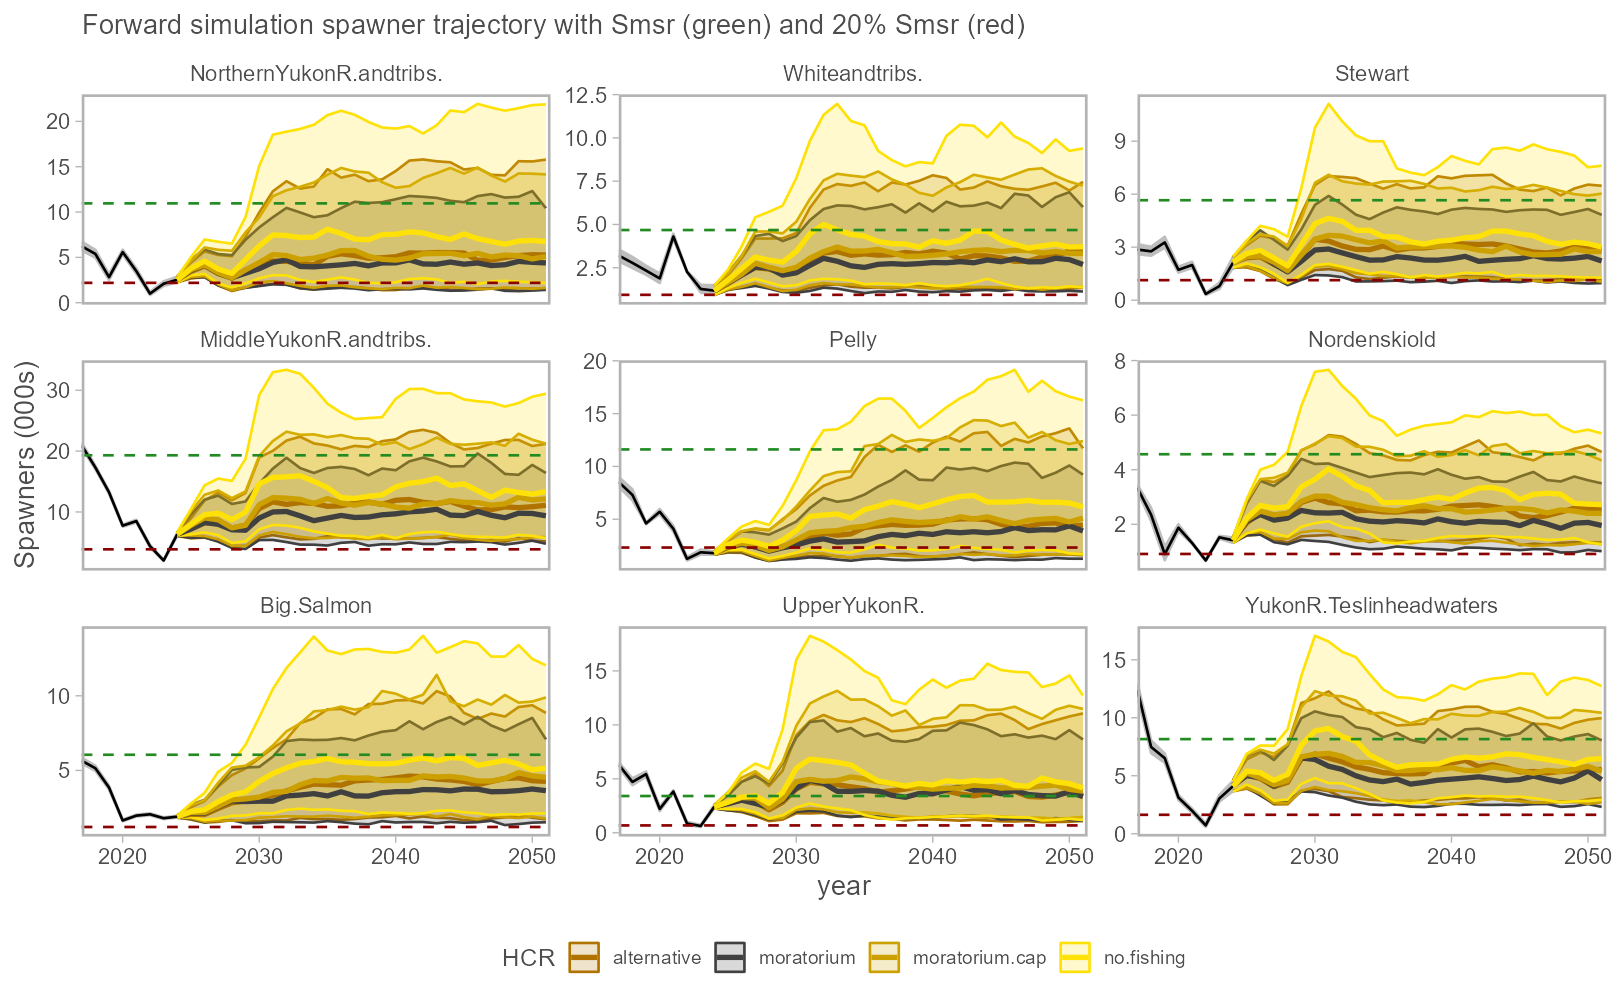 Forward simulation spawner trajectory with Smsr (green) and 20% Smsr (red)
NorthernYukonR.andtribs.
Whiteandtribs.
Stewart
20
15
10
5
0
12.5
10.0
7.5
5.0
2.5
9
6
3
0
MiddleYukonR.andtribs.
Pelly
Nordenskiold
Spawners (000s)
30
20
10
20
15
10
5
8
6
4
2
Big.Salmon
UpperYukonR.
YukonR.Teslinheadwaters
10
5
15
10
5
0
15
10
5
0
2020 2030 2040 2050
2020 2030 2040 2050
2020 2030 2040 2050
year
HCR alternative moratorium moratorium.cap no.fishing